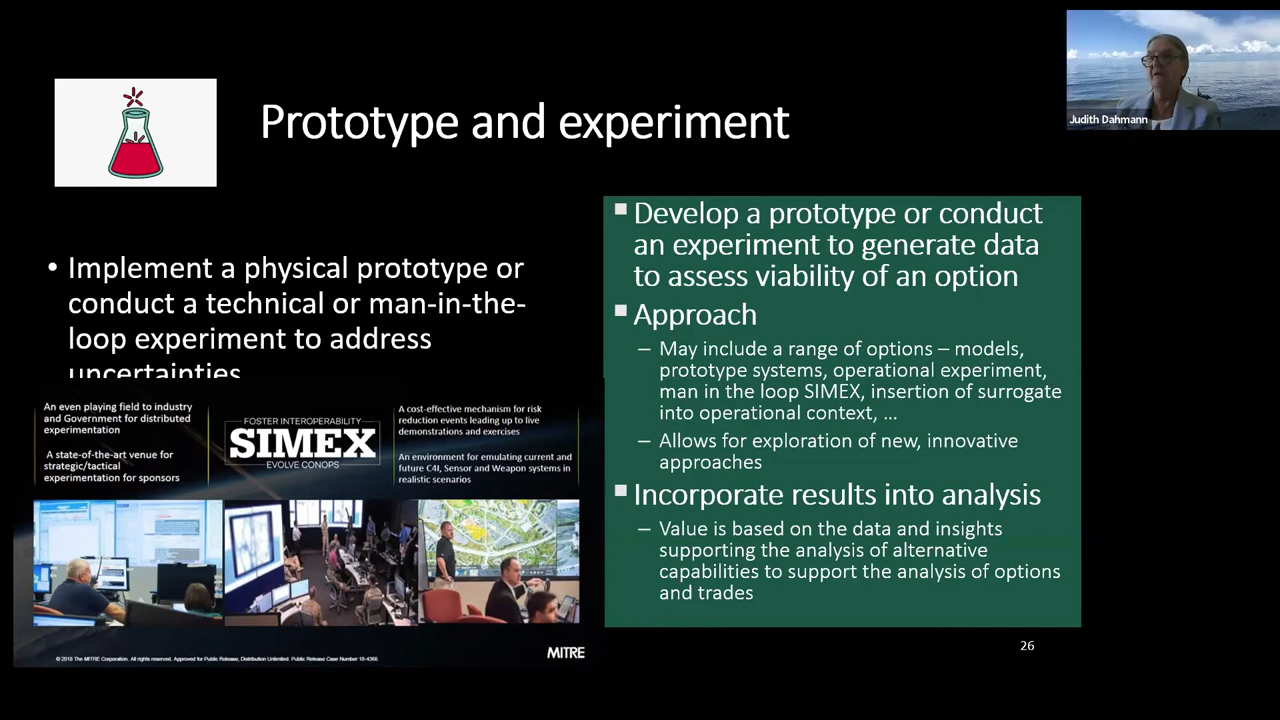 Judith Dahmann
Prototype and experiment
• Implement a physical prototype or
conduct a technical or man-in-the-
loop experiment to address
uncertainties
An even playing field to industry
and Government for distributed
experimentation
A state-of-the-art venue for
strategic/tactical
experimentation for sponsors
FOSTER INTEROPERABILITY
SIMEX
EVOLVE CONOPS
A cost-effective mechanism for risk
reduction events leading up to live
demonstrations and exercises
An environment for emulating current and
future C4I, Sensor and Weapon systems in
realistic scenarios
© 2018 The MITRE Corporation. All rights reserved. Approved for Public Release, Distribution Unlimited. Public Release Case Number 18-4366
MITRE
▪ Develop a prototype or conduct
an experiment to generate data
to assess viability of an option
▪ Approach
– May include a range of options – models,
prototype systems, operational experiment,
man in the loop SIMEX, insertion of surrogate
into operational context, ...
– Allows for exploration of new, innovative
approaches
▪ Incorporate results into analysis
– Value is based on the data and insights
supporting the analysis of alternative
capabilities to support the analysis of options
and trades
26